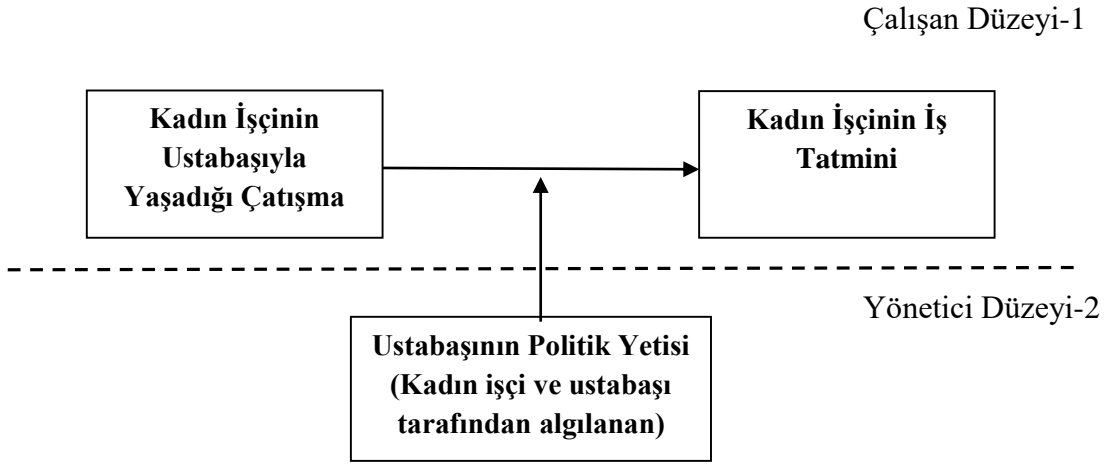 Çalışan Düzeyi-1
Kadın İşçinin
Ustabaşıyla
Yaşadığı Çatışma
Kadın İşçinin İş
Tatmini
Yönetici Düzeyi-2
Ustabaşının Politik Yetisi
(Kadın işçi ve ustabaşı
tarafından algılanan)